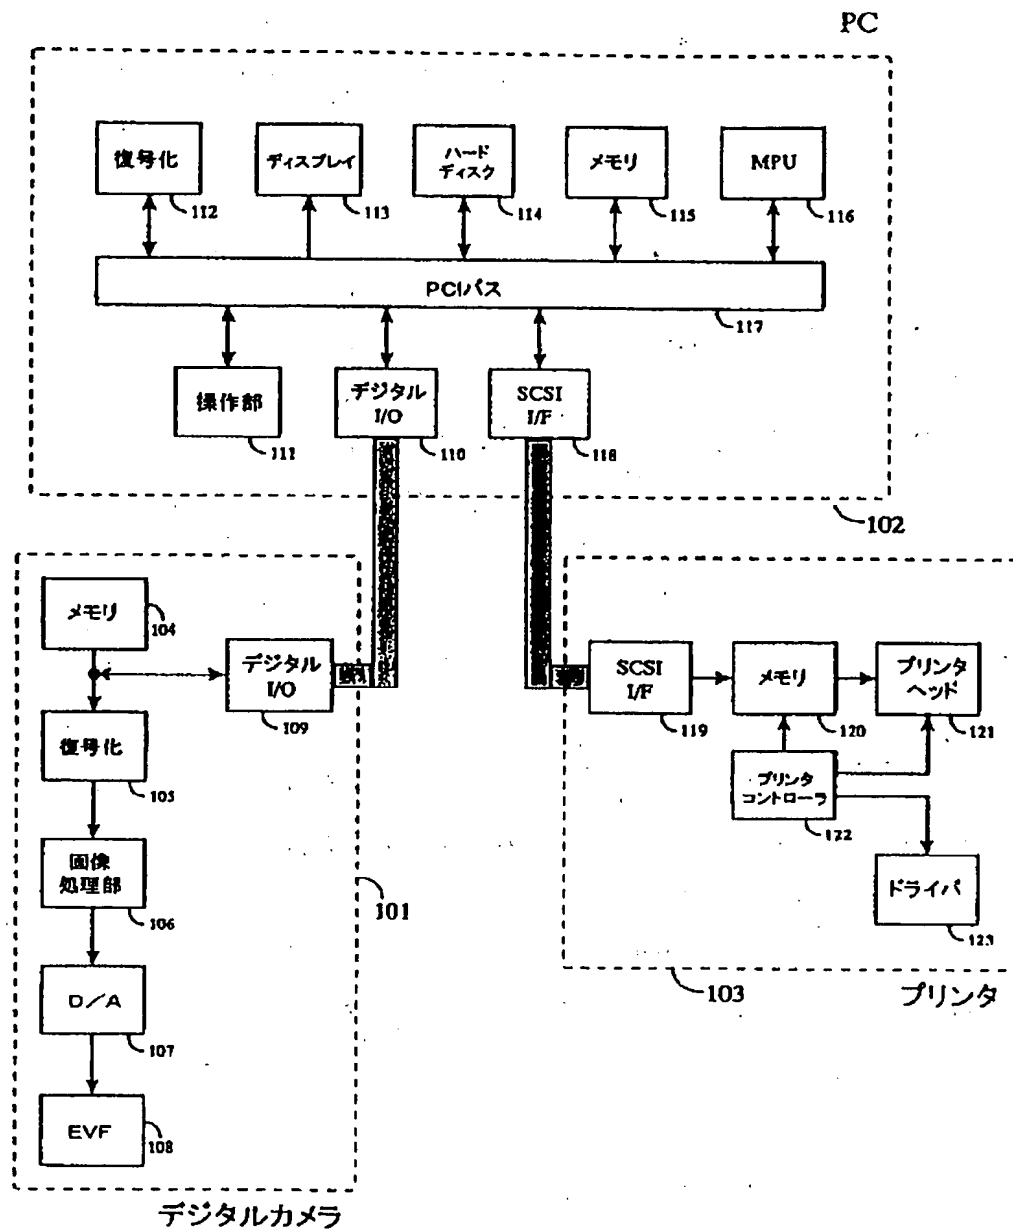 PC
復号化
112
ディスプレイ
113
ハード
ディスク
114
メモリ
115
MPU
116
PCIバス
117
操作部
111
デジタル
I/O
110
SCSI
I/F
118
102
メモリ
104
デジタル
I/O
109
復号化
105
画像
処理部
106
101
D/A
107
EVF
108
デジタルカメラ
SCSI
I/F
119
メモリ
120
プリンタ
ヘッド
121
プリンタ
コントローラ
122
ドライバ
123
103
プリンタ